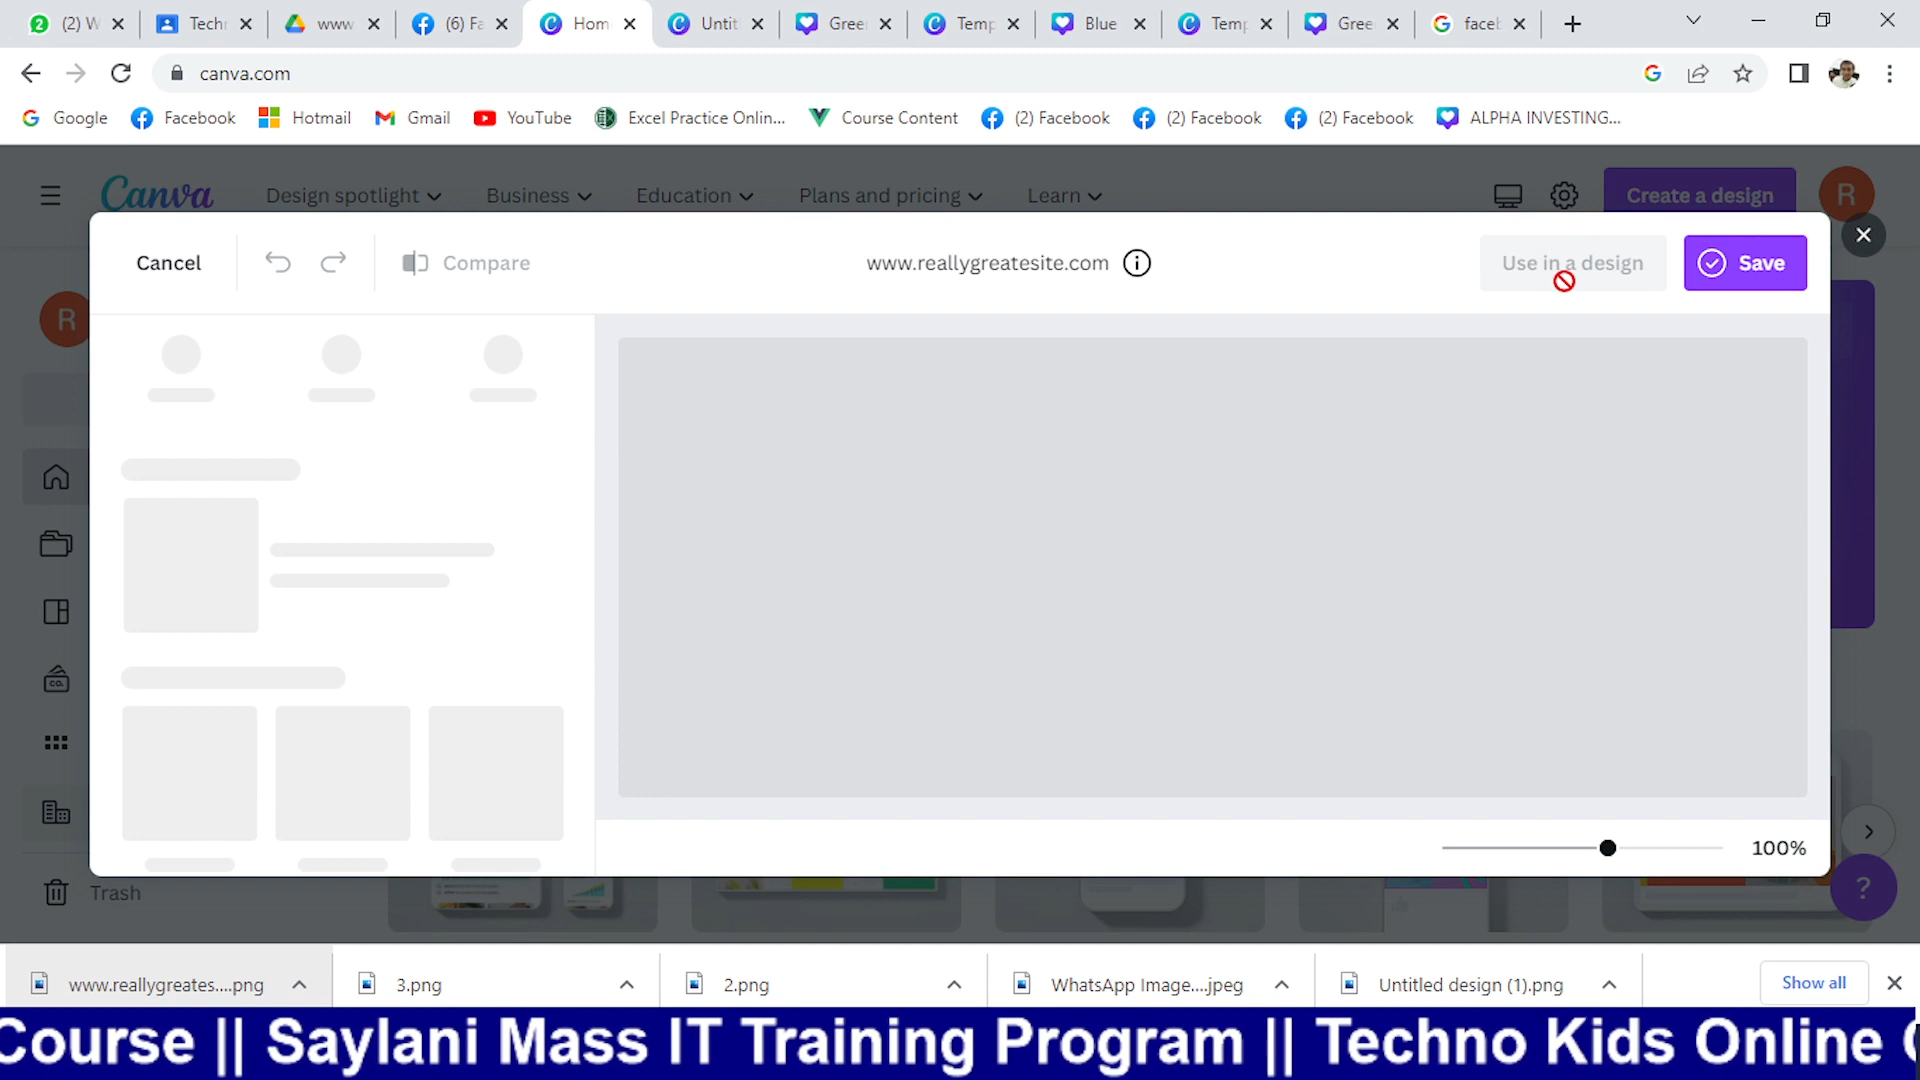 (2) W
Techn
www
(6) Fa
Hom
Untit
Gree
Temp
Blue
Temp
Gree
faceb
canva.com
Google
Facebook
Hotmail
Gmail
YouTube
Excel Practice Onlin...
Course Content
(2) Facebook
(2) Facebook
(2) Facebook
ALPHA INVESTING...
Canva
Design spotlight
Business
Education
Plans and pricing
Learn
Create a design
R
Cancel
Compare
www.reallygreatesite.com
Use in a design
Save
R
CO.
100%
Trash
?
www.reallygreates....png
3.png
2.png
WhatsApp Image....jpeg
Untitled design (1).png
Show all
Course || Saylani Mass IT Training Program || Techno Kids Online